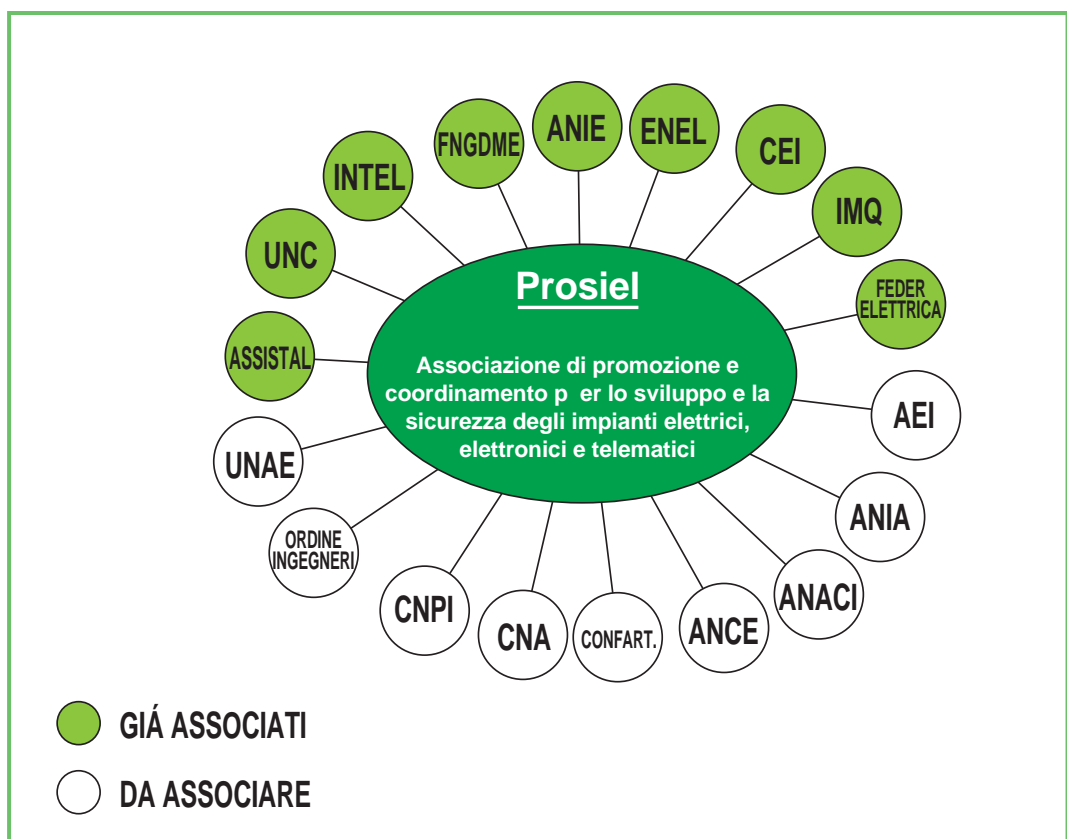 ANIE
ENEL
FNGDME
CEI
INTEL
IMQ
UNC
FEDER
ELETTRICA
Prosiel
ASSISTAL
Associazione di promozione e
coordinamento p er lo sviluppo e la
sicurezza degli impianti elettrici,
elettronici e telematici
AEI
UNAE
ANIA
ORDINE
INGEGNERI
ANACI
CNPI
CNA
CONFART.
ANCE
GIÁ ASSOCIATI
DA ASSOCIARE